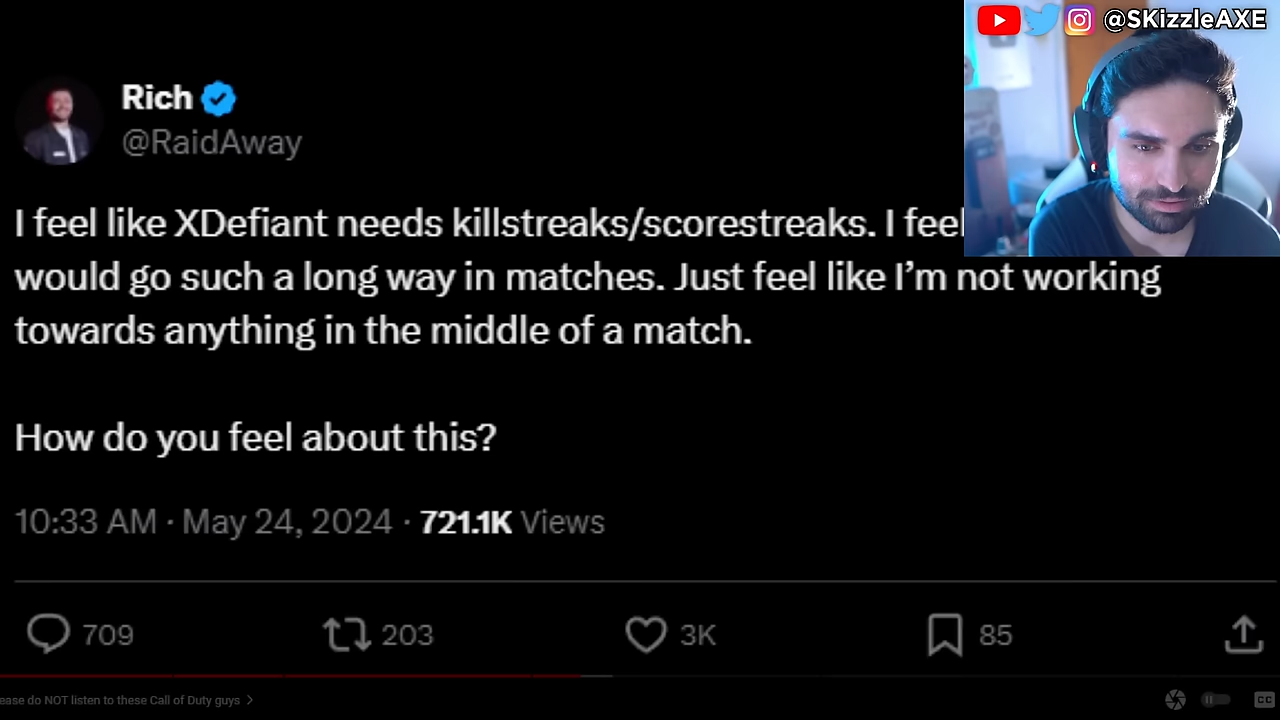 @SKizzleAXE
Rich
@RaidAway
I feel like XDefiant needs killstreaks/scorestreaks. I feel
would go such a long way in matches. Just feel like I’m not working
towards anything in the middle of a match.
How do you feel about this?
10:33 AM · May 24, 2024 · 721.1K Views
709 203 3K 85
ease do NOT listen to these Call of Duty guys >
CC